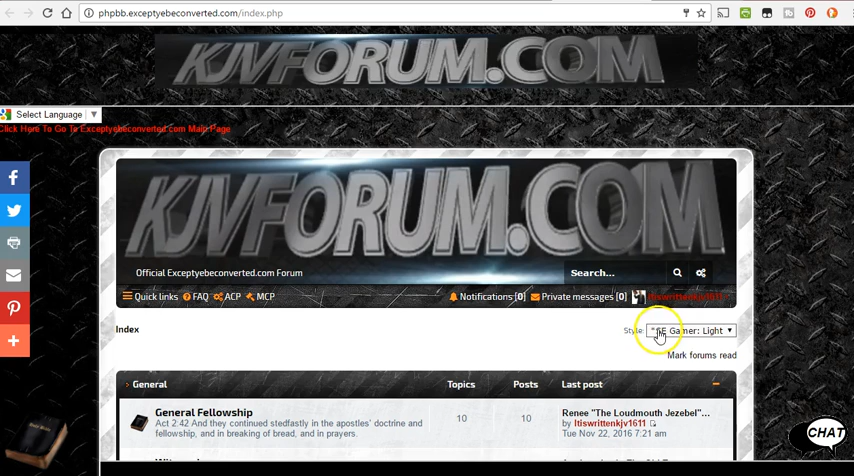 phpbb.exceptyebeconverted.com/index.php
KJVFORUM.COM
Select Language ▼
Click Here To Go To Exceptyebeconverted.com Main Page
KJVFORUM.COM
Official Exceptyebeconverted.com Forum
Search...
Quick links FAQ ACP MCP Notifications [0] Private messages [0] itiswrittenkjv1611
Index
Style: *SE Gamer: Light
Mark forums read
General Topics Posts Last post
General Fellowship
Act 2:42 And they continued stedfastly in the apostles' doctrine and
fellowship, and in breaking of bread, and in prayers.
10 10
Renee "The Loudmouth Jezebel"...
by Itiswrittenkjv1611
Tue Nov 22, 2016 7:21 am
CHAT